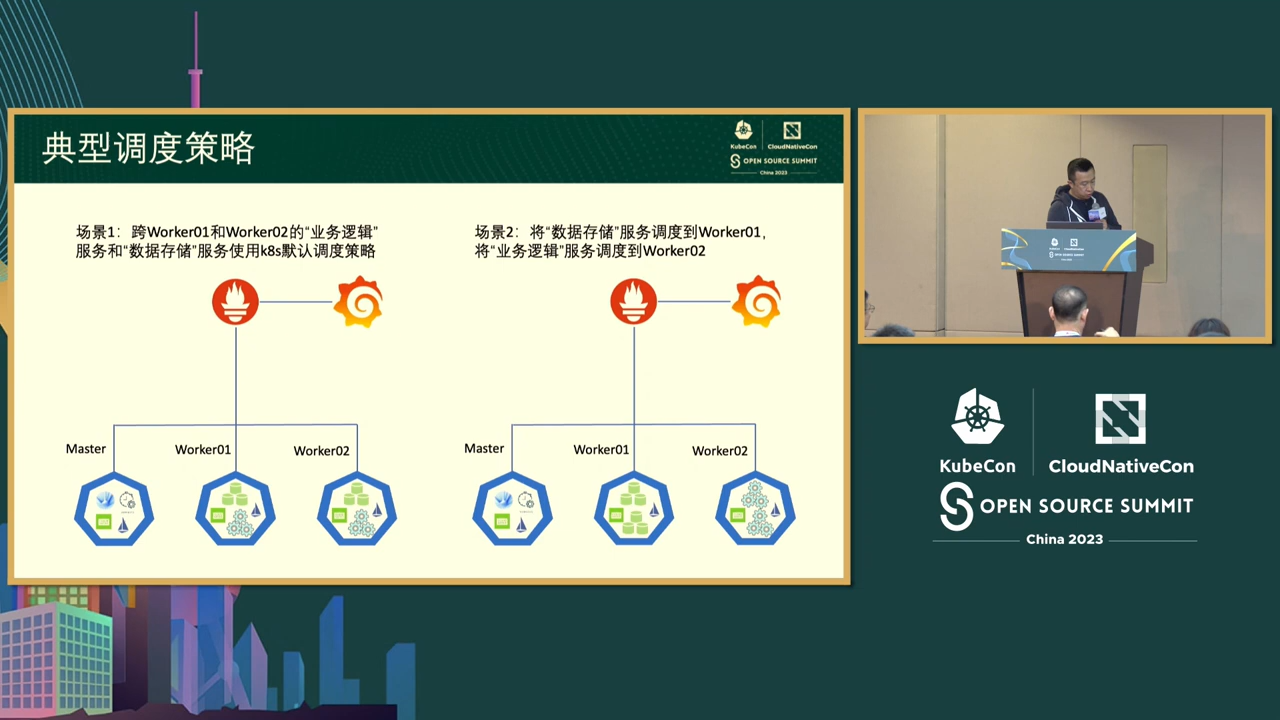 典型调度策略
KubeCon
CloudNativeCon
OPEN SOURCE SUMMIT
China 2023
场景1：跨Worker01和Worker02的“业务逻辑”
服务和“数据存储”服务使用k8s默认调度策略
场景2：将“数据存储”服务调度到Worker01，
将“业务逻辑”服务调度到Worker02
Master
Worker01
Worker02
Master
Worker01
Worker02
KubeCon
CloudNativeCon
OPEN SOURCE SUMMIT
China 2023